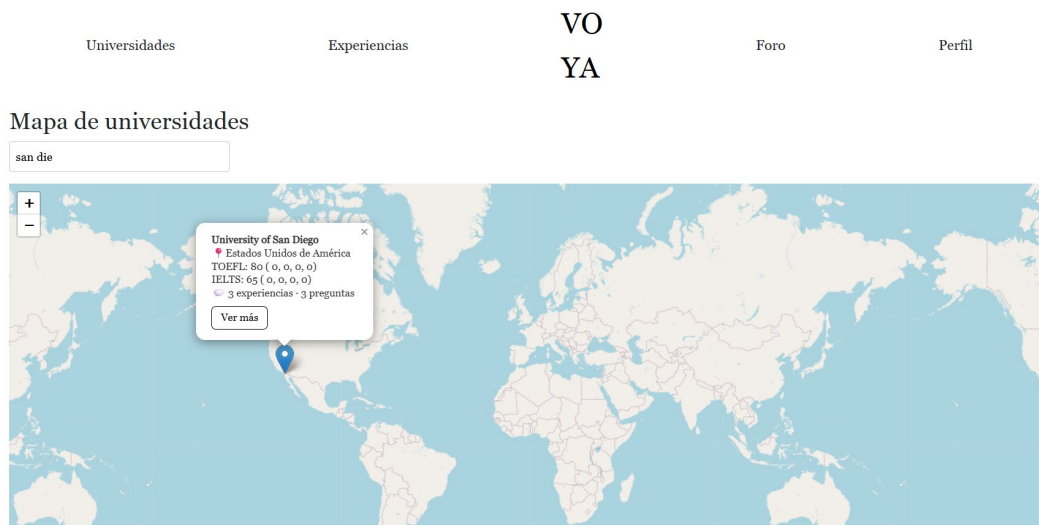 Universidades
Experiencias
VO
YA
Foro
Perfil
Mapa de universidades
san die
+
−
×
University of San Diego
Estados Unidos de América
TOEFL: 80 ( 0, 0, 0, 0)
IELTS: 65 ( 0, 0, 0, 0)
3 experiencias · 3 preguntas
Ver más